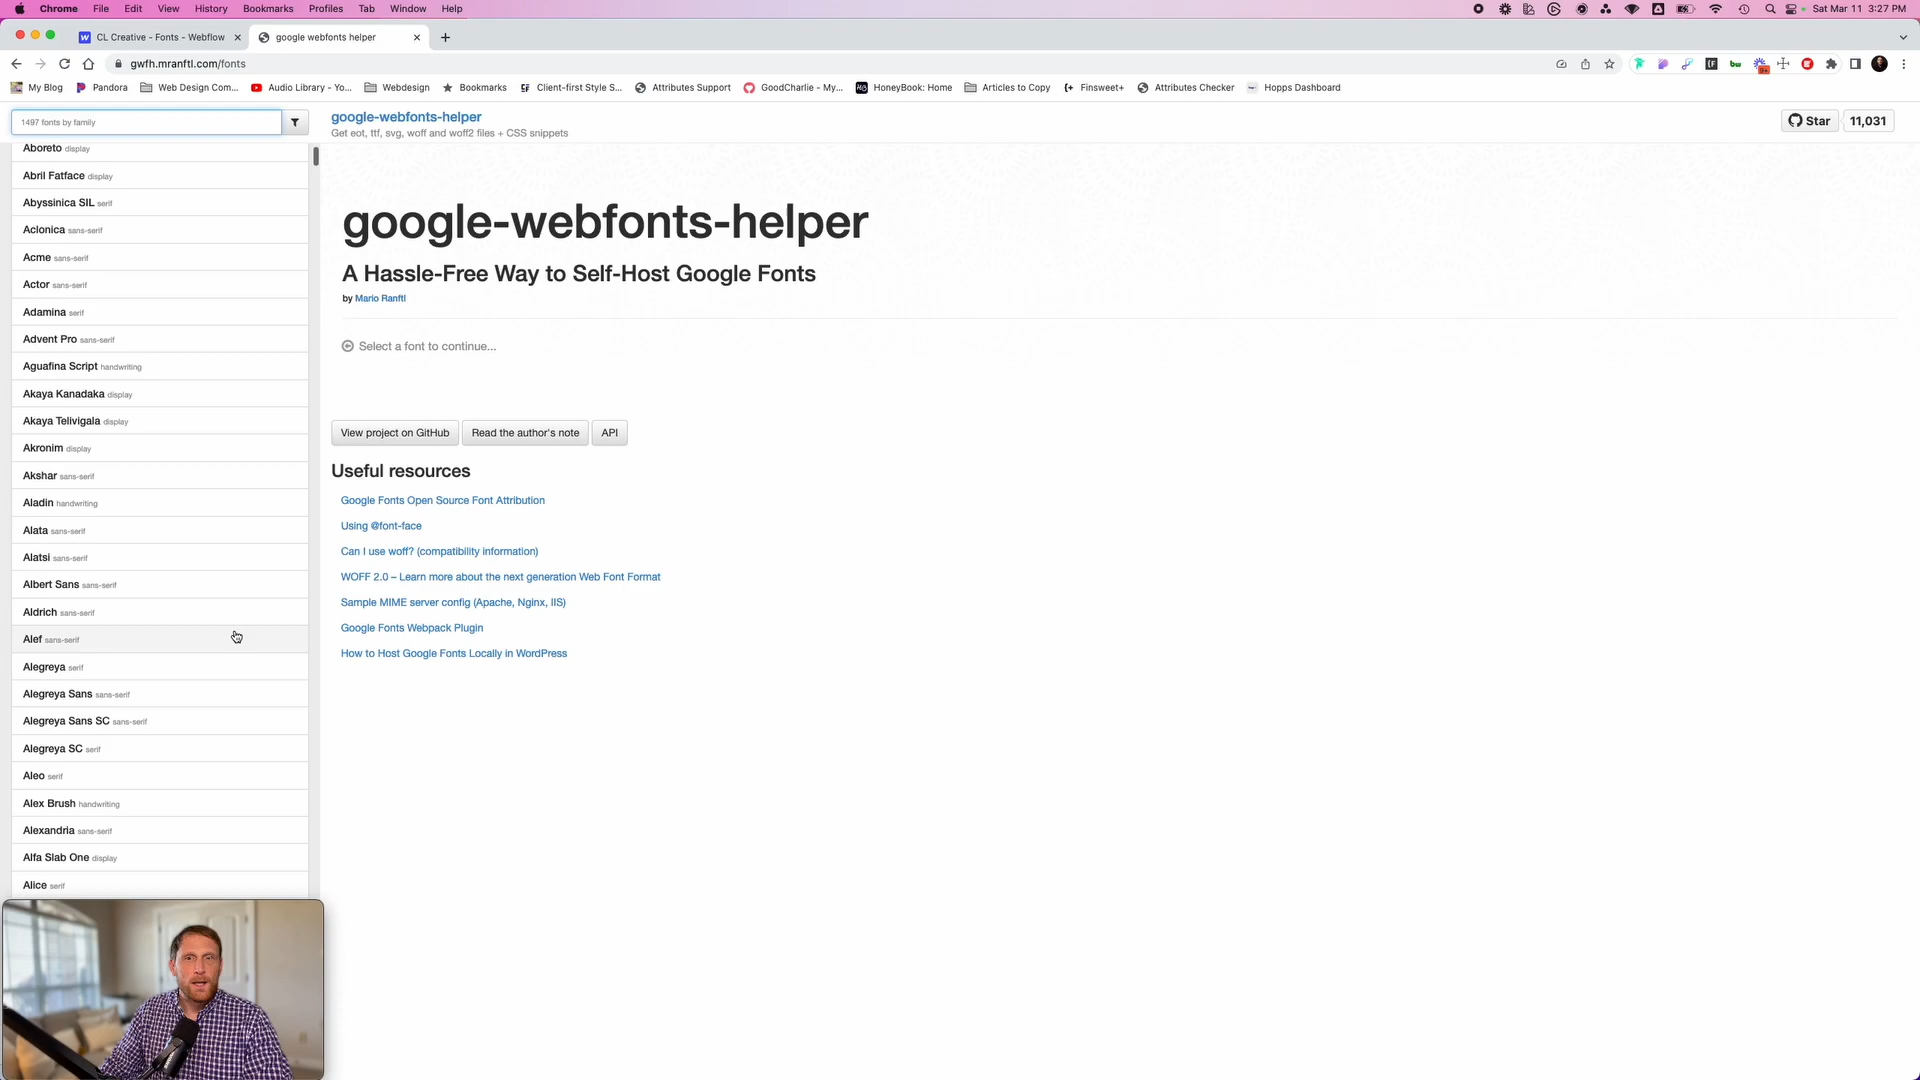 Chrome File Edit View History Bookmarks Profiles Tab Window Help
Sat Mar 11 3:27 PM
CL Creative - Fonts - Webflow
google webfonts helper
gwfh.mranftl.com/fonts
My Blog Pandora Web Design Com... Audio Library - Yo... Webdesign Bookmarks Client-first Style S... Attributes Support GoodCharlie - My... HoneyBook: Home Articles to Copy Finsweet+ Attributes Checker Hopps Dashboard
1497 fonts by family
google-webfonts-helper
Get eot, ttf, svg, woff and woff2 files + CSS snippets
Star 11,031
Aboreto display
Abril Fatface display
Abyssinica SIL serif
Aclonica sans-serif
Acme sans-serif
Actor sans-serif
Adamina serif
Advent Pro sans-serif
Aguafina Script handwriting
Akaya Kanadaka display
Akaya Telivigala display
Akronim display
Akshar sans-serif
Aladin handwriting
Alata sans-serif
Alatsi sans-serif
Albert Sans sans-serif
Aldrich sans-serif
Alef sans-serif
Alegreya serif
Alegreya Sans sans-serif
Alegreya Sans SC sans-serif
Alegreya SC serif
Aleo serif
Alex Brush handwriting
Alexandria sans-serif
Alfa Slab One display
Alice serif
google-webfonts-helper
A Hassle-Free Way to Self-Host Google Fonts
by Mario Ranftl
Select a font to continue...
View project on GitHub Read the author's note API
Useful resources
Google Fonts Open Source Font Attribution
Using @font-face
Can I use woff? (compatibility information)
WOFF 2.0 – Learn more about the next generation Web Font Format
Sample MIME server config (Apache, Nginx, IIS)
Google Fonts Webpack Plugin
How to Host Google Fonts Locally in WordPress